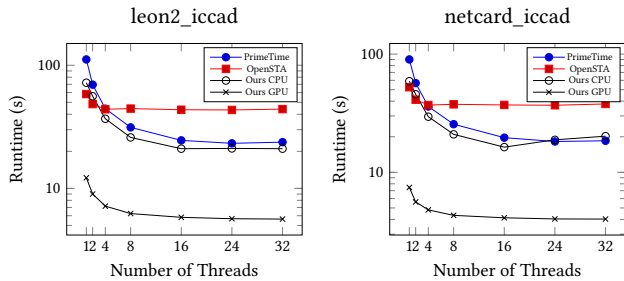 leon2_iccad
100
10
Runtime (s)
PrimeTime
OpenSTA
Ours CPU
Ours GPU
1 2 4 8 16 24 32
Number of Threads
netcard_iccad
100
10
Runtime (s)
PrimeTime
OpenSTA
Ours CPU
Ours GPU
1 2 4 8 16 24 32
Number of Threads